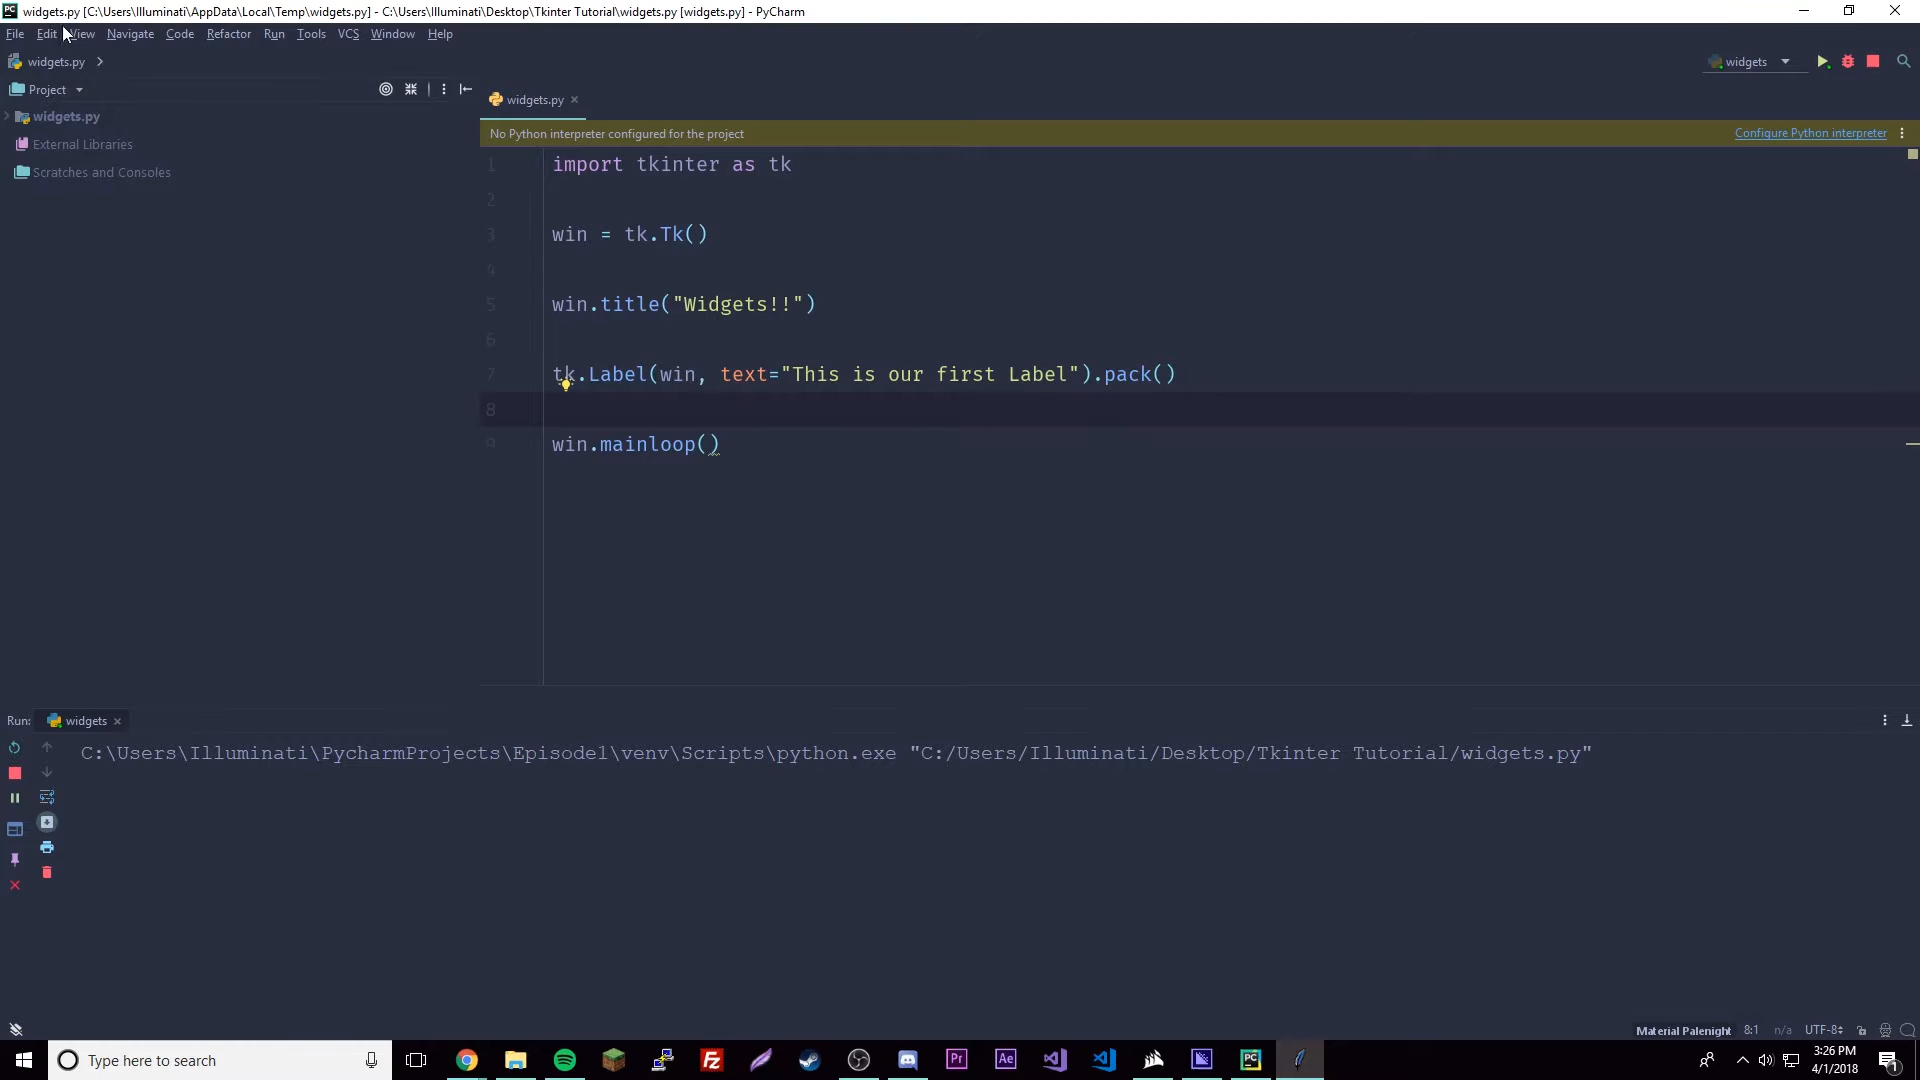 widgets.py [C:\Users\Illuminati\AppData\Local\Temp\widgets.py] - C:\Users\Illuminati\Desktop\Tkinter Tutorial\widgets.py [widgets.py] - PyCharm
File Edit View Navigate Code Refactor Run Tools VCS Window Help
widgets.py
widgets
Project
widgets.py
No Python interpreter configured for the project
Configure Python interpreter
widgets.py
External Libraries
Scratches and Consoles
1 import tkinter as tk
2
3 win = tk.Tk()
4
5 win.title("Widgets!!")
6
7 tk.Label(win, text="This is our first Label").pack()
8
9 win.mainloop()
Run: widgets
C:\Users\Illuminati\PycharmProjects\Episode1\venv\Scripts\python.exe "C:/Users/Illuminati/Desktop/Tkinter Tutorial/widgets.py"
Material Palenight 8:1 n/a UTF-8
Type here to search
Pr
Ae
PC
3:26 PM
4/1/2018
1